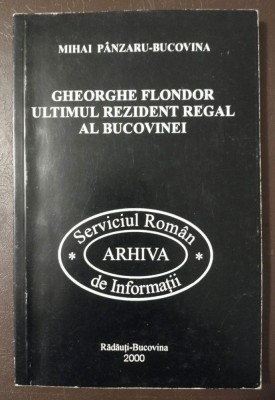 MIHAI PÂNZARU-BUCOVINA
GHEORGHE FLONDOR
ULTIMUL REZIDENT REGAL
AL BUCOVINEI
Serviciul Român
* ARHIVA *
de Informaţii
Rădăuţi-Bucovina
2000